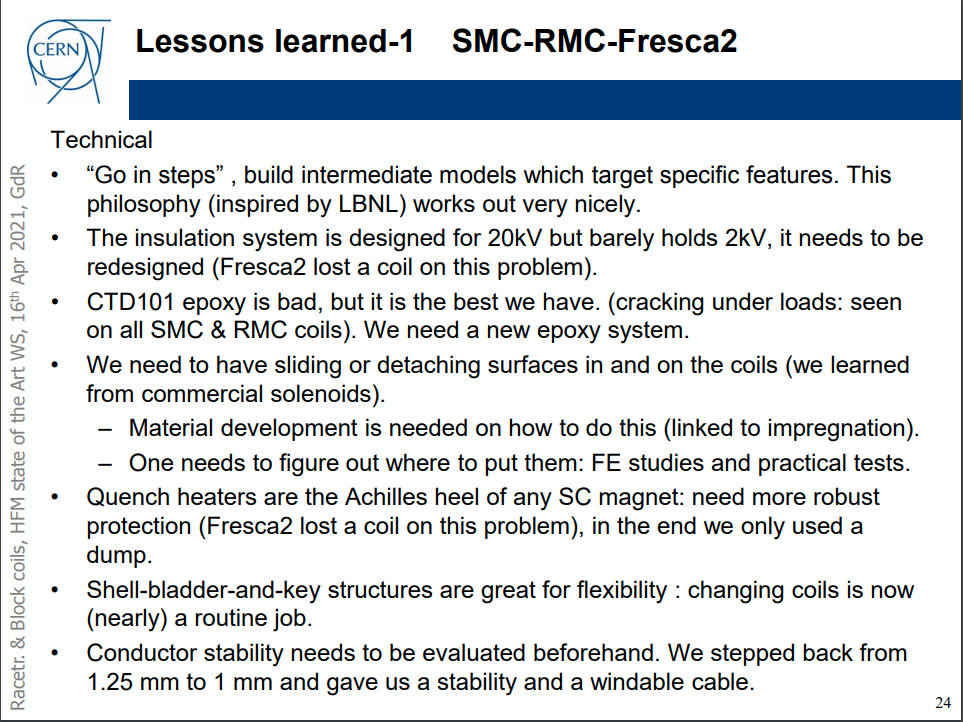 CERN
Lessons learned-1 SMC-RMC-Fresca2
Technical
• “Go in steps” , build intermediate models which target specific features. This
philosophy (inspired by LBNL) works out very nicely.
• The insulation system is designed for 20kV but barely holds 2kV, it needs to be
redesigned (Fresca2 lost a coil on this problem).
• CTD101 epoxy is bad, but it is the best we have. (cracking under loads: seen
on all SMC & RMC coils). We need a new epoxy system.
• We need to have sliding or detaching surfaces in and on the coils (we learned
from commercial solenoids).
– Material development is needed on how to do this (linked to impregnation).
– One needs to figure out where to put them: FE studies and practical tests.
• Quench heaters are the Achilles heel of any SC magnet: need more robust
protection (Fresca2 lost a coil on this problem), in the end we only used a
dump.
• Shell-bladder-and-key structures are great for flexibility : changing coils is now
(nearly) a routine job.
• Conductor stability needs to be evaluated beforehand. We stepped back from
1.25 mm to 1 mm and gave us a stability and a windable cable.
Racetr. & Block coils, HFM state of the Art WS, 16th Apr 2021, GdR
24